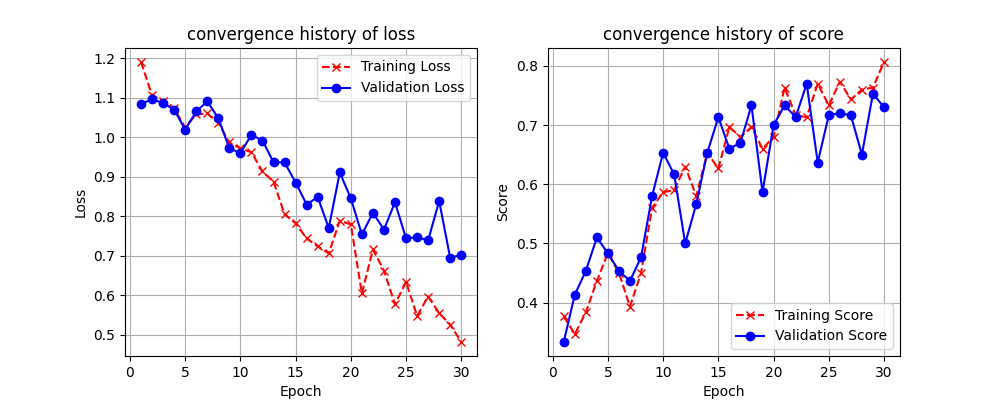 convergence history of loss
1.2
1.1
1.0
0.9
0.8
0.7
0.6
0.5
Loss
0 5 10 15 20 25 30
Epoch
Training Loss
Validation Loss
convergence history of score
0.8
0.7
0.6
0.5
0.4
Score
0 5 10 15 20 25 30
Epoch
Training Score
Validation Score